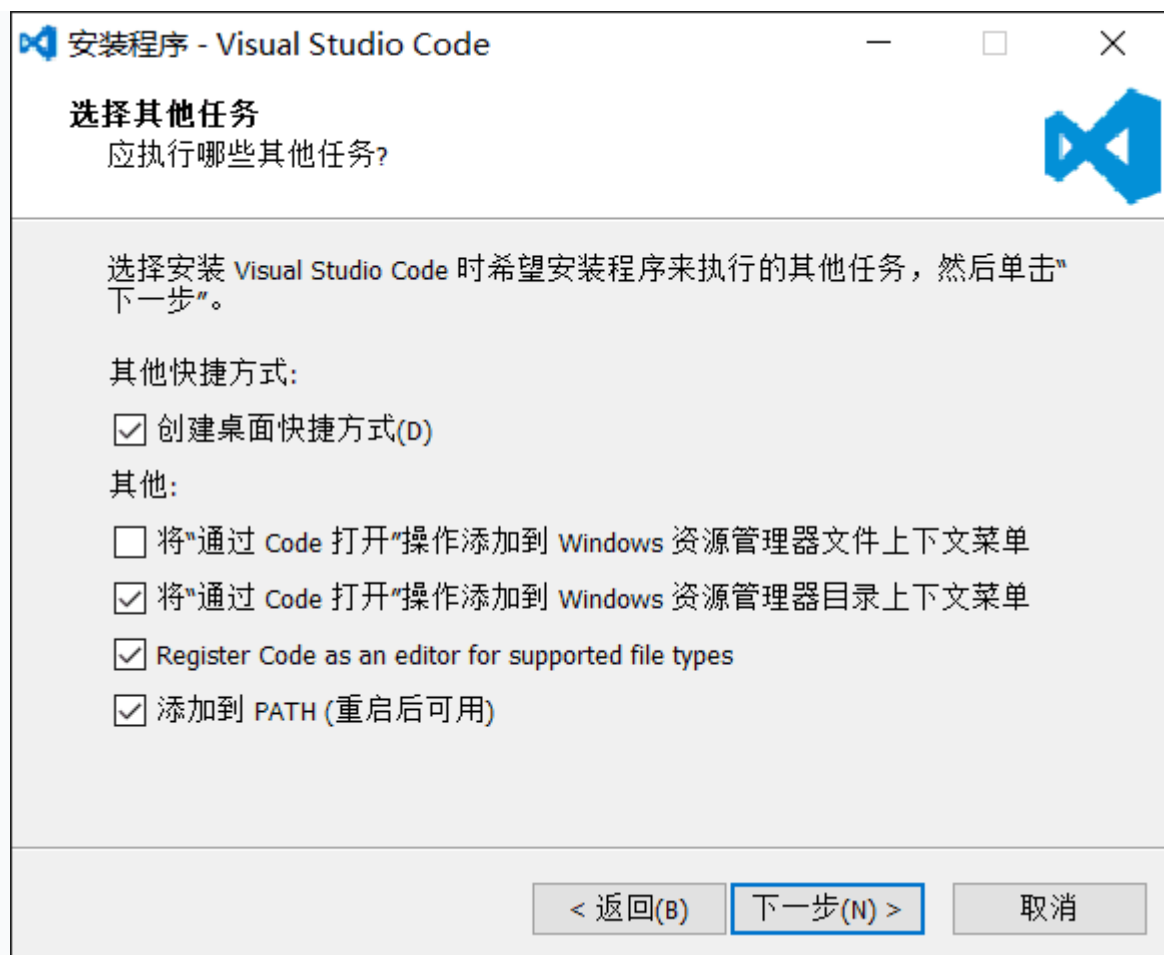 安装程序 - Visual Studio Code
选择其他任务
应执行哪些其他任务?
选择安装 Visual Studio Code 时希望安装程序来执行的其他任务，然后单击“
下一步”。
其他快捷方式:
创建桌面快捷方式(D)
其他:
将“通过 Code 打开”操作添加到 Windows 资源管理器文件上下文菜单
将“通过 Code 打开”操作添加到 Windows 资源管理器目录上下文菜单
Register Code as an editor for supported file types
添加到 PATH (重启后可用)
< 返回(B) 下一步(N) > 取消